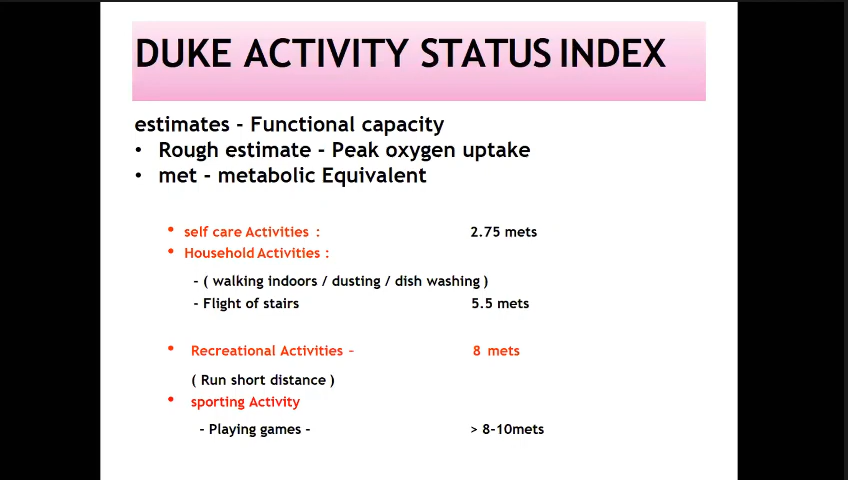 DUKE ACTIVITY STATUS INDEX
estimates - Functional capacity
• Rough estimate - Peak oxygen uptake
• met - metabolic Equivalent
• self care Activities : 2.75 mets
• Household Activities :
- ( walking indoors / dusting / dish washing )
- Flight of stairs 5.5 mets
• Recreational Activities - 8 mets
( Run short distance )
• sporting Activity
- Playing games - > 8-10mets